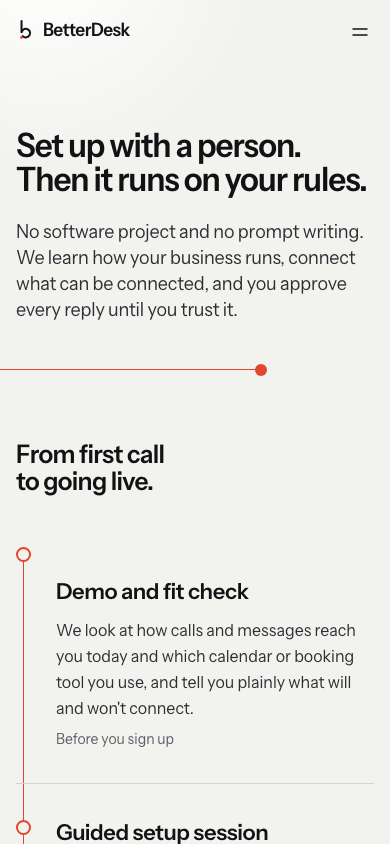 BetterDesk
Set up with a person.
Then it runs on your rules.
No software project and no prompt writing.
We learn how your business runs, connect
what can be connected, and you approve
every reply until you trust it.
From first call
to going live.
Demo and fit check
We look at how calls and messages reach
you today and which calendar or booking
tool you use, and tell you plainly what will
and won't connect.
Before you sign up
Guided setup session